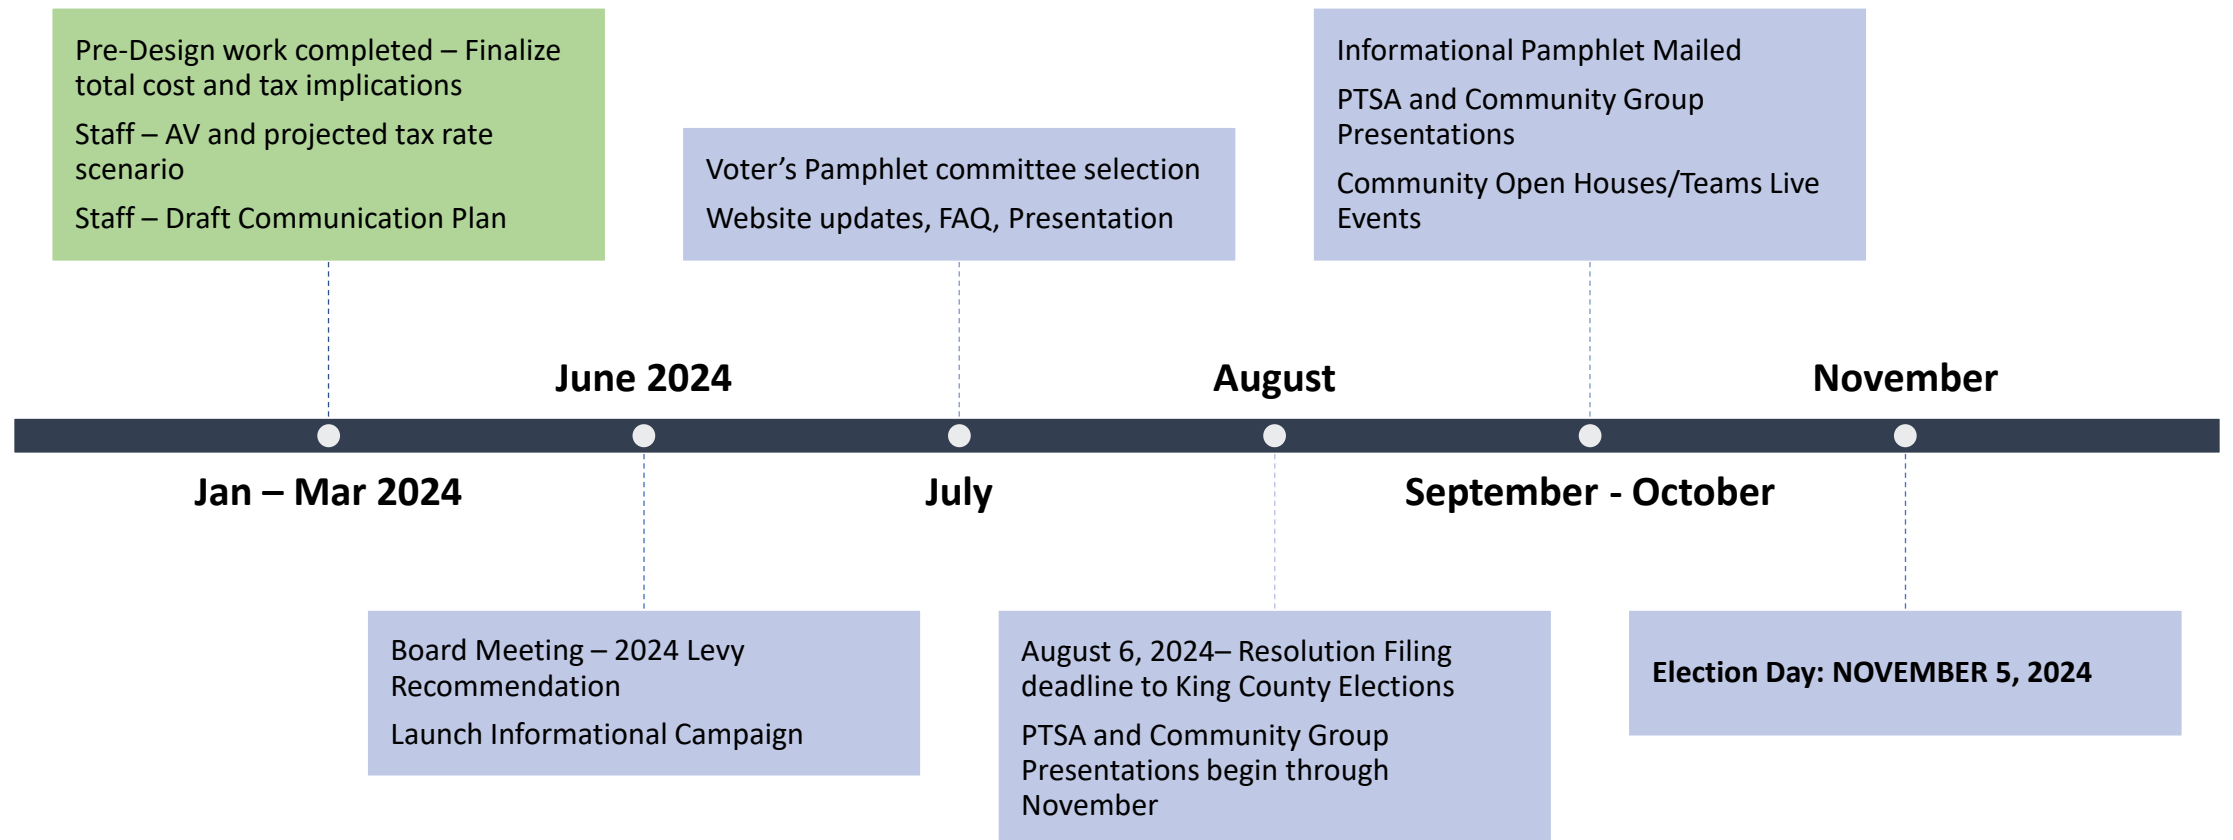 Pre-Design work completed – Finalize
total cost and tax implications
Staff – AV and projected tax rate
scenario
Staff – Draft Communication Plan
Jan – Mar 2024
June 2024
Board Meeting – 2024 Levy
Recommendation
Launch Informational Campaign
Voter’s Pamphlet committee selection
Website updates, FAQ, Presentation
July
August
August 6, 2024– Resolution Filing
deadline to King County Elections
PTSA and Community Group
Presentations begin through
November
Informational Pamphlet Mailed
PTSA and Community Group
Presentations
Community Open Houses/Teams Live
Events
September - October
November
Election Day: NOVEMBER 5, 2024